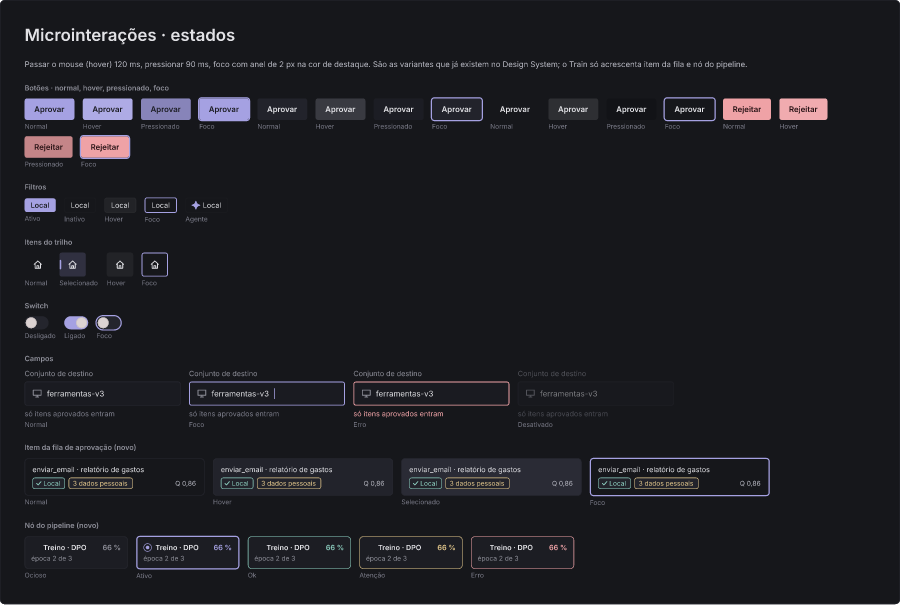 Microinterações · estados
Passar o mouse (hover) 120 ms, pressionar 90 ms, foco com anel de 2 px na cor de destaque. São as variantes que já existem no Design System; o Train só acrescenta item da fila e nó do pipeline.
Botões · normal, hover, pressionado, foco
Aprovar Aprovar Aprovar Aprovar Aprovar Aprovar Aprovar Aprovar Aprovar Aprovar Aprovar Aprovar Rejeitar Rejeitar
Normal Hover Pressionado Foco Normal Hover Pressionado Foco Normal Hover Pressionado Foco Normal Hover
Rejeitar Rejeitar
Pressionado Foco
Filtros
Local Local Local Local Local
Ativo Inativo Hover Foco Agente
Itens do trilho
Normal Selecionado Hover Foco
Switch
Desligado Ligado Foco
Campos
Conjunto de destino Conjunto de destino Conjunto de destino Conjunto de destino
ferramentas-v3 ferramentas-v3 ferramentas-v3 ferramentas-v3
só itens aprovados entram só itens aprovados entram só itens aprovados entram só itens aprovados entram
Normal Foco Erro Desativado
Item da fila de aprovação (novo)
enviar_email · relatório de gastos enviar_email · relatório de gastos enviar_email · relatório de gastos enviar_email · relatório de gastos
Local 3 dados pessoais Q 0,86 Local 3 dados pessoais Q 0,86 Local 3 dados pessoais Q 0,86 Local 3 dados pessoais Q 0,86
Normal Hover Selecionado Foco
Nó do pipeline (novo)
Treino · DPO 66 % Treino · DPO 66 % Treino · DPO 66 % Treino · DPO 66 % Treino · DPO 66 %
época 2 de 3 época 2 de 3 época 2 de 3 época 2 de 3 época 2 de 3
Ocioso Ativo Ok Atenção Erro